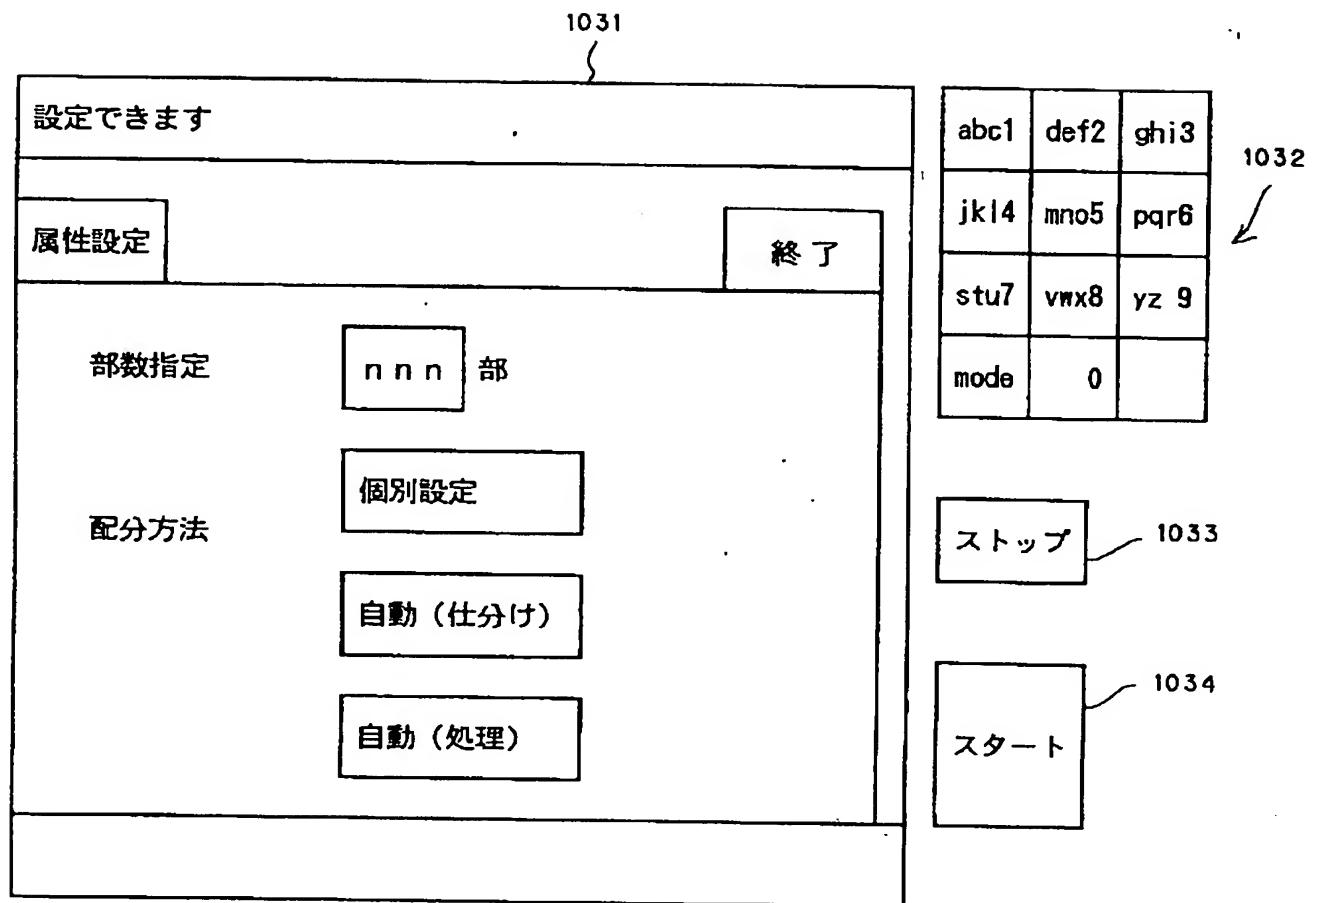 1031
設定できます
属性設定
終了
部数指定
nnn 部
配分方法
個別設定
自動(仕分け)
自動(処理)
abc1 def2 ghi3
jkl4 mno5 pqr6
stu7 vwx8 yz 9
mode 0
1032
ストップ
1033
スタート
1034